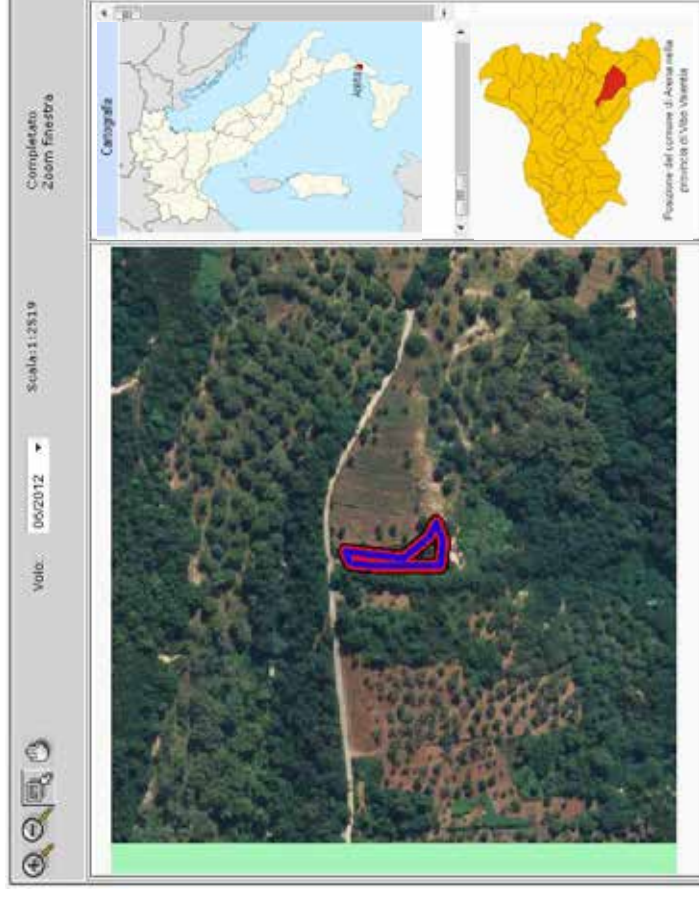 Volo: 06/2012 Scala:1:2519 Completato
Zoom finestra
Cartografia
Arena
Posizione del comune di Arena nella
provincia di Vibo Valentia